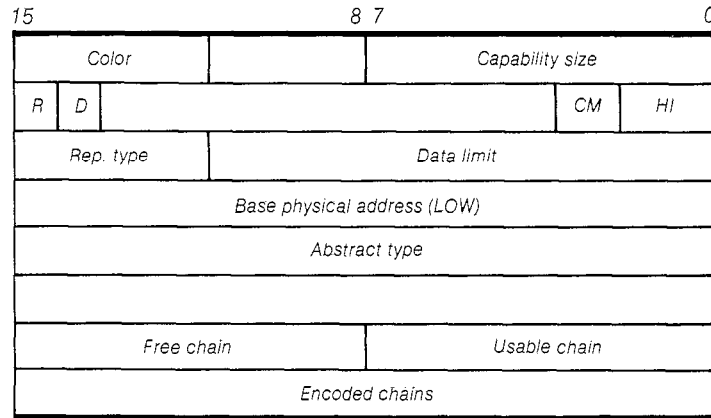 15 8 7 0
Color Capability size
R D CM HI
Rep. type Data limit
Base physical address (LOW)
Abstract type
Free chain Usable chain
Encoded chains